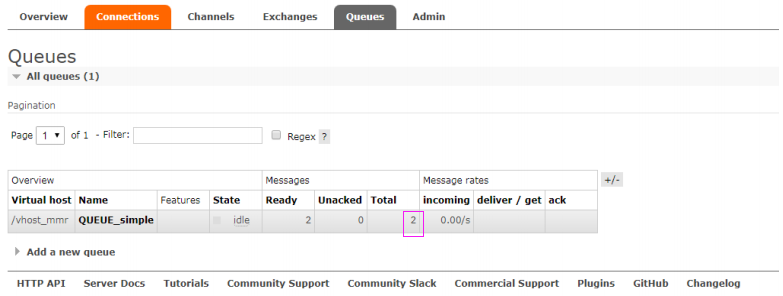 Overview Connections Channels Exchanges Queues Admin
Queues
All queues (1)
Pagination
Page 1 of 1 - Filter: Regex ?
Overview Messages Message rates +/-
Virtual host Name Features State Ready Unacked Total incoming deliver / get ack
/vhost_mmr QUEUE_simple idle 2 0 2 0.00/s
Add a new queue
HTTP API Server Docs Tutorials Community Support Community Slack Commercial Support Plugins GitHub Changelog